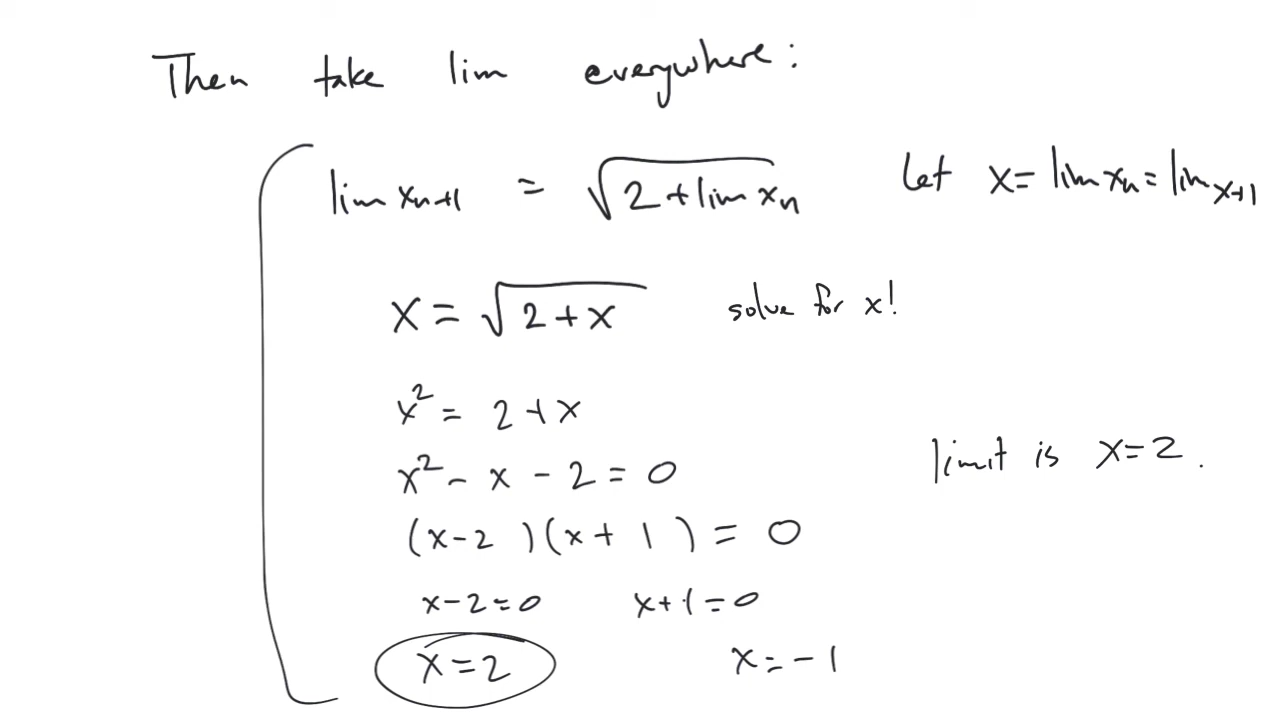 Then take lim everywhere:
lim xₙ₊₁ = √(2 + lim xₙ) Let x = lim xₙ = lim ₓ₊₁
x = √(2 + x) solve for x!
x² = 2 + x
x² - x - 2 = 0
limit is x = 2.
(x - 2)(x + 1) = 0
x - 2 = 0 x + 1 = 0
x = 2 x = -1